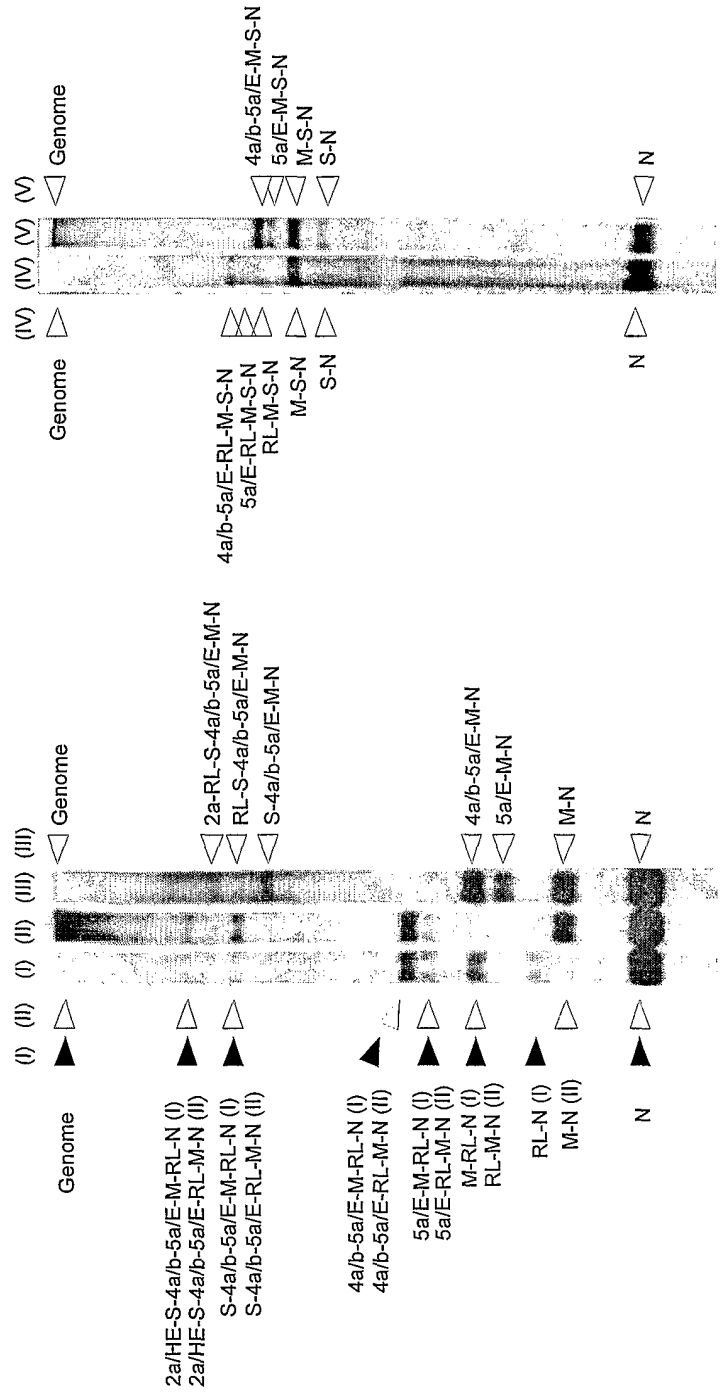 (I) (II) (I) (II) (III) (III)
Genome
2a/HE-S-4a/b-5a/E-M-RL-N (I)
2a/HE-S-4a/b-5a/E-RL-M-N (II)
S-4a/b-5a/E-M-RL-N (I)
S-4a/b-5a/E-RL-M-N (II)
4a/b-5a/E-M-RL-N (I)
4a/b-5a/E-RL-M-N (II)
5a/E-M-RL-N (I)
5a/E-RL-M-N (II)
M-RL-N (I)
RL-M-N (II)
RL-N (I)
M-N (II)
N
Genome
2a-RL-S-4a/b-5a/E-M-N
RL-S-4a/b-5a/E-M-N
S-4a/b-5a/E-M-N
4a/b-5a/E-M-N
5a/E-M-N
M-N
N
(IV) (IV) (V) (V)
Genome
4a/b-5a/E-RL-M-S-N
5a/E-RL-M-S-N
RL-M-S-N
M-S-N
S-N
N
Genome
4a/b-5a/E-M-S-N
5a/E-M-S-N
M-S-N
S-N
N